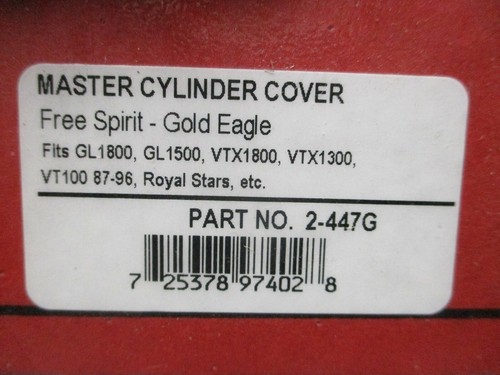 MASTER CYLINDER COVER
Free Spirit - Gold Eagle
Fits GL1800, GL1500, VTX1800, VTX1300,
VT100 87-96, Royal Stars, etc.
PART NO. 2-447G
7 25378 97402 8